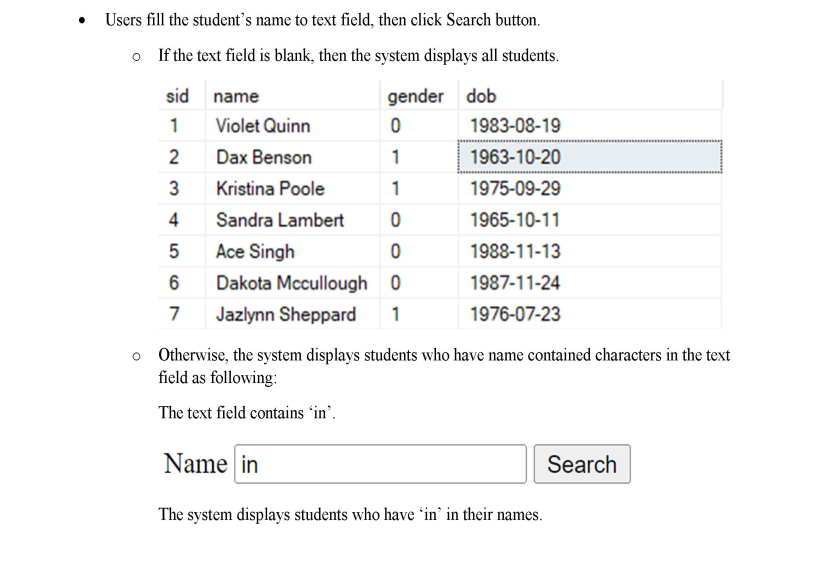 • Users fill the student’s name to text field, then click Search button.
o If the text field is blank, then the system displays all students.
sid name gender dob
1 Violet Quinn 0 1983-08-19
2 Dax Benson 1 1963-10-20
3 Kristina Poole 1 1975-09-29
4 Sandra Lambert 0 1965-10-11
5 Ace Singh 0 1988-11-13
6 Dakota Mccullough 0 1987-11-24
7 Jazlynn Sheppard 1 1976-07-23
o Otherwise, the system displays students who have name contained characters in the text
field as following:
The text field contains ‘in’.
Name in Search
The system displays students who have ‘in’ in their names.